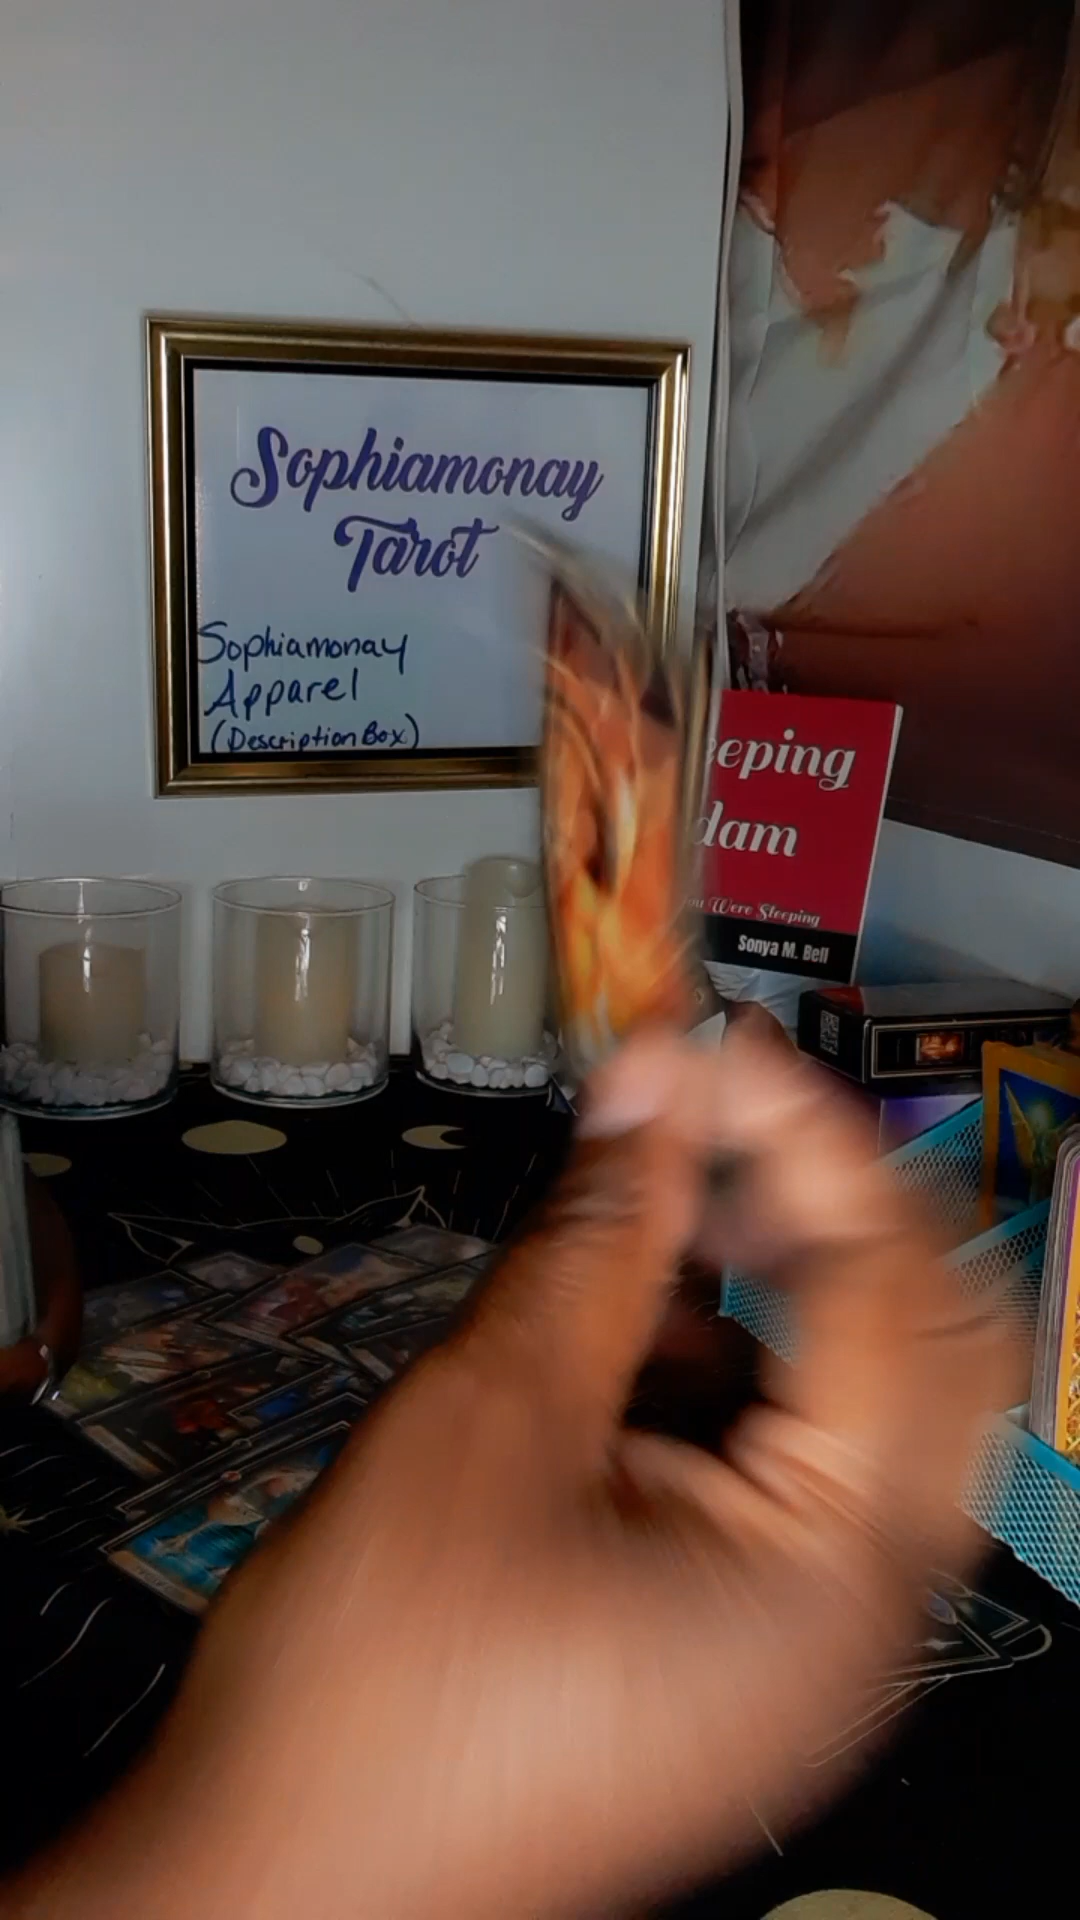 Sophiamonay
Tarot
Sophiamonay
Apparel
(Description Box)
eeping
dam
ou Were Sleeping
Sonya M. Bell